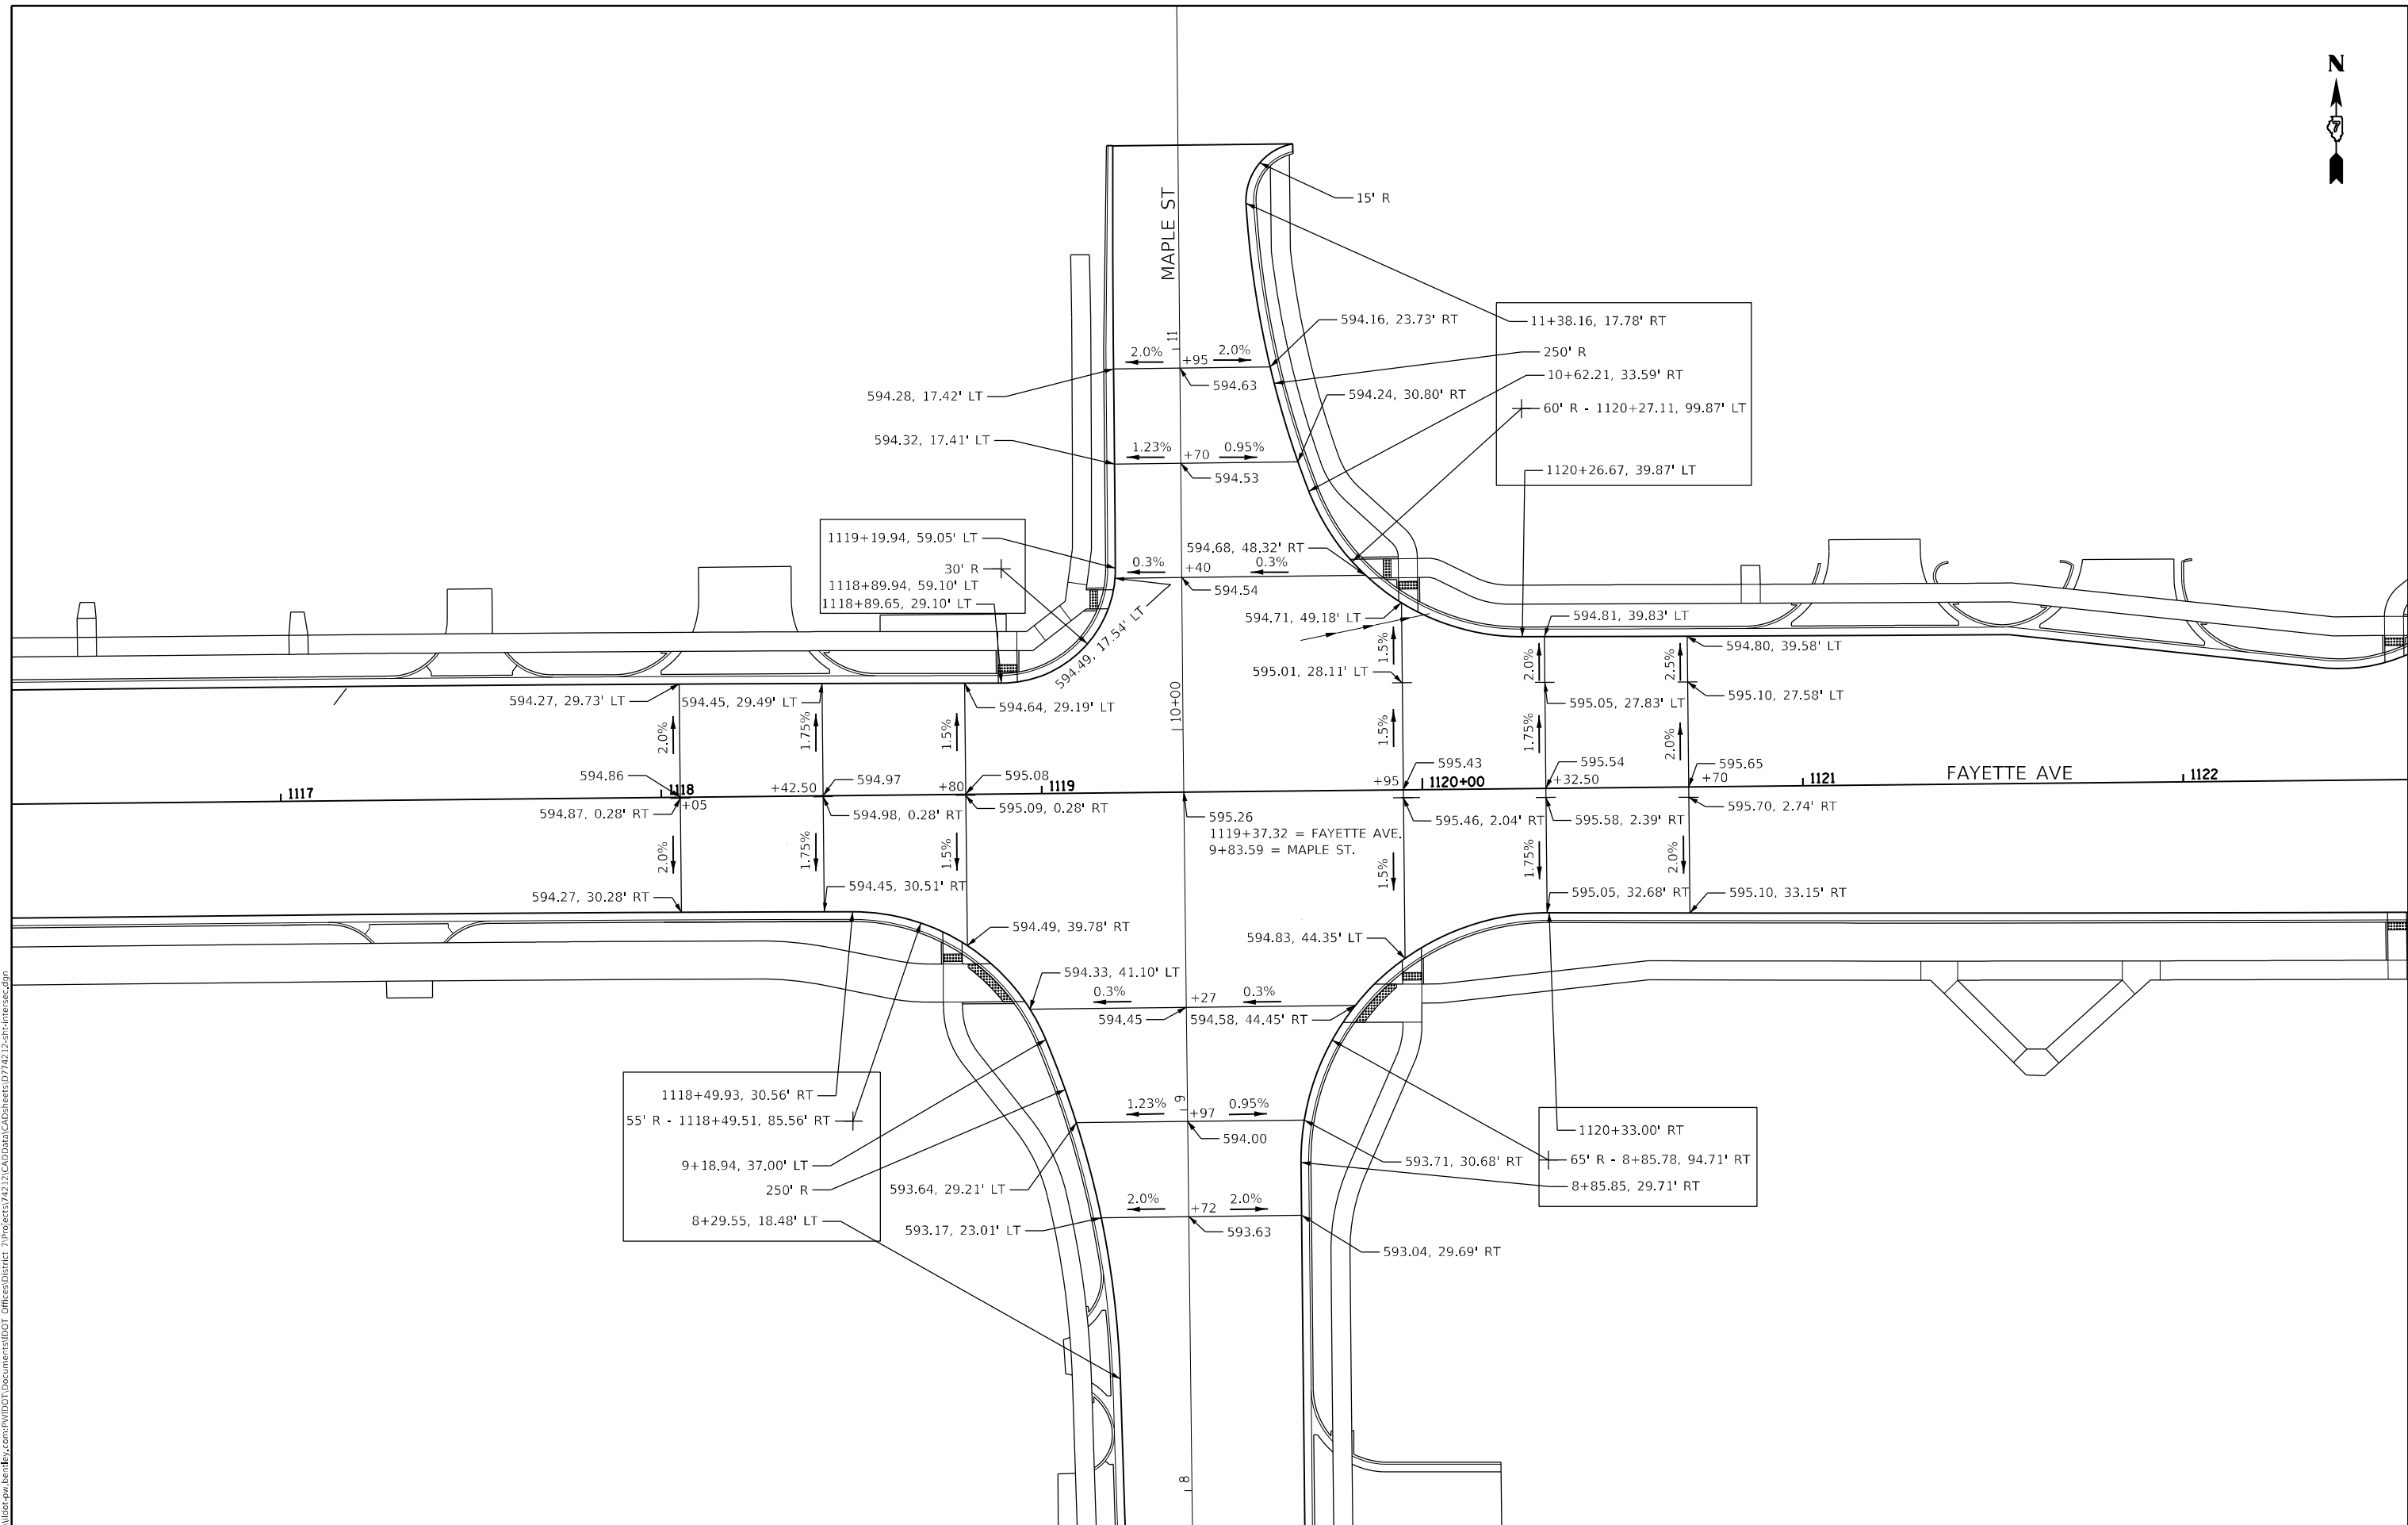 N
7
MAPLE ST
15' R
11
594.16, 23.73' RT
11+38.16, 17.78' RT
250' R
10+62.21, 33.59' RT
60' R - 1120+27.11, 99.87' LT
1120+26.67, 39.87' LT
2.0%
+95
2.0%
594.63
594.28, 17.42' LT
594.24, 30.80' RT
594.32, 17.41' LT
1.23%
+70
0.95%
594.53
1119+19.94, 59.05' LT
30' R
1118+89.94, 59.10' LT
1118+89.65, 29.10' LT
594.68, 48.32' RT
0.3%
+40
0.3%
594.54
594.49, 17.54' LT
594.71, 49.18' LT
594.81, 39.83' LT
594.80, 39.58' LT
1.5%
2.0%
2.5%
595.01, 28.11' LT
595.05, 27.83' LT
595.10, 27.58' LT
594.27, 29.73' LT
594.45, 29.49' LT
594.64, 29.19' LT
10+00
2.0%
1.75%
1.5%
1.5%
1.75%
2.0%
594.86
594.97
595.08
595.43
595.54
595.65
1117
1118
+05
+42.50
+80
1119
+95
1120+00
+32.50
+70
1121
FAYETTE AVE
1122
594.87, 0.28' RT
594.98, 0.28' RT
595.09, 0.28' RT
595.26
1119+37.32 = FAYETTE AVE.
9+83.59 = MAPLE ST.
595.46, 2.04' RT
595.58, 2.39' RT
595.70, 2.74' RT
2.0%
1.75%
1.5%
1.5%
1.75%
2.0%
594.27, 30.28' RT
594.45, 30.51' RT
595.05, 32.68' RT
595.10, 33.15' RT
594.49, 39.78' RT
594.83, 44.35' LT
594.33, 41.10' LT
0.3%
+27
0.3%
594.45
594.58, 44.45' RT
1118+49.93, 30.56' RT
55' R - 1118+49.51, 85.56' RT
9+18.94, 37.00' LT
250' R
8+29.55, 18.48' LT
9
1.23%
+97
0.95%
594.00
593.64, 29.21' LT
593.71, 30.68' RT
1120+33.00' RT
65' R - 8+85.78, 94.71' RT
8+85.85, 29.71' RT
2.0%
+72
2.0%
593.63
593.17, 23.01' LT
593.04, 29.69' RT
8